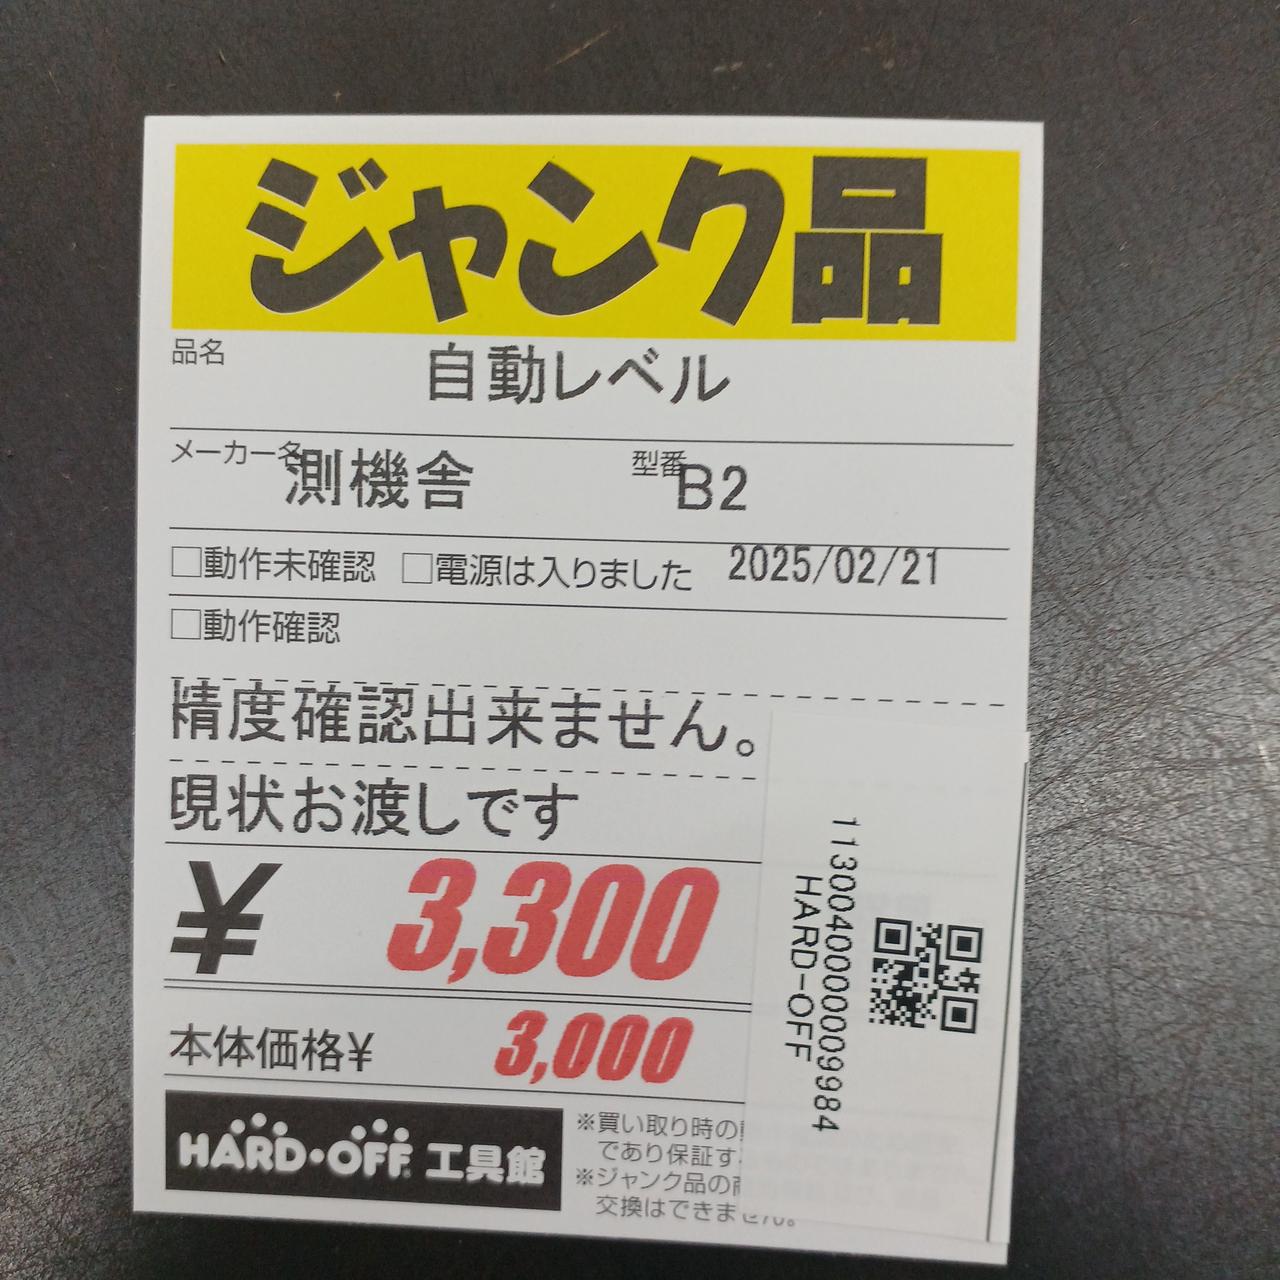 ジャンク品
品名 自動レベル
メーカー名 測機舎 型番 B2
□動作未確認 □電源は入りました 2025/02/21
□動作確認
精度確認出来ません。
現状お渡しです
¥ 3,300
本体価格¥ 3,000
HARD・OFF 工具館
※買い取り時の
であり保証す
※ジャンク品の
交換はできません。
1130040000009984
HARD-OFF